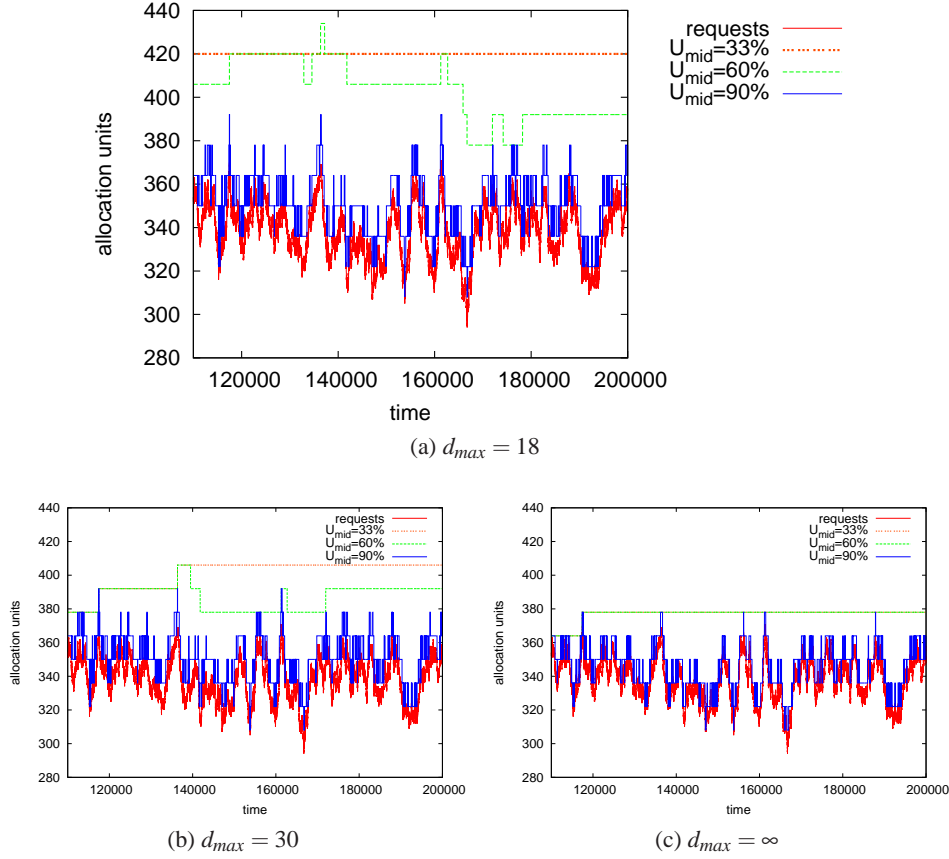 requests
U_mid=33%
U_mid=60%
U_mid=90%
440
420
400
380
360
340
320
300
280
allocation units
120000 140000 160000 180000 200000
time
(a) d_max = 18
requests
U_mid=33%
U_mid=60%
U_mid=90%
440
420
400
380
360
340
320
300
280
allocation units
120000 140000 160000 180000 200000
time
(b) d_max = 30
requests
U_mid=33%
U_mid=60%
U_mid=90%
440
420
400
380
360
340
320
300
280
allocation units
120000 140000 160000 180000 200000
time
(c) d_max = ∞